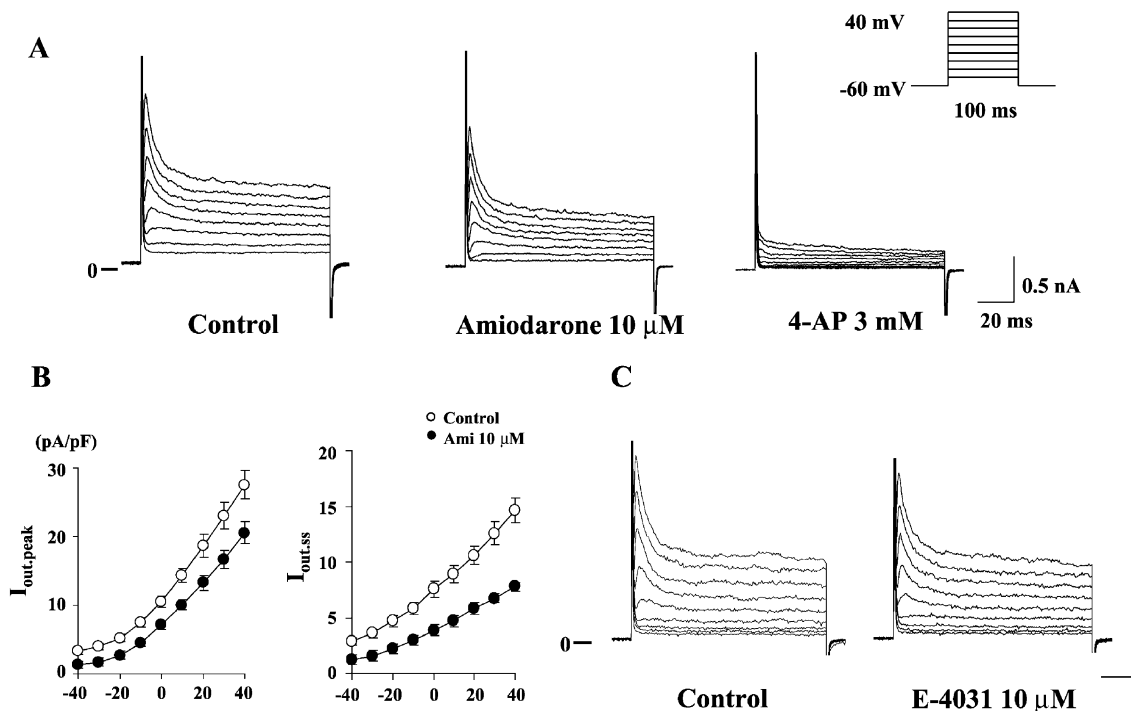 A
40 mV
-60 mV
100 ms
0
0.5 nA
20 ms
Control
Amiodarone 10 μM
4-AP 3 mM
B
C
(pA/pF)
Control
Ami 10 μM
Iout,peak
30
20
10
0
-40 -20 0 20 40
Iout.ss
20
15
10
5
0
-40 -20 0 20 40
0
Control
E-4031 10 μM